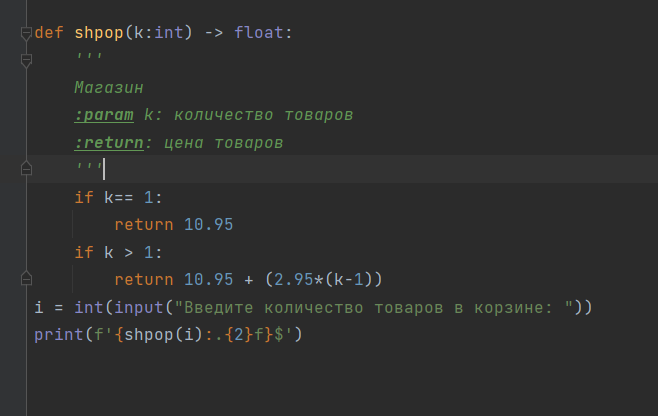 def shpop(k:int) -> float:
'''
Магазин
:param k: количество товаров
:return: цена товаров
'''
if k== 1:
return 10.95
if k > 1:
return 10.95 + (2.95*(k-1))
i = int(input("Введите количество товаров в корзине: "))
print(f'{shpop(i):.{2}f}$')